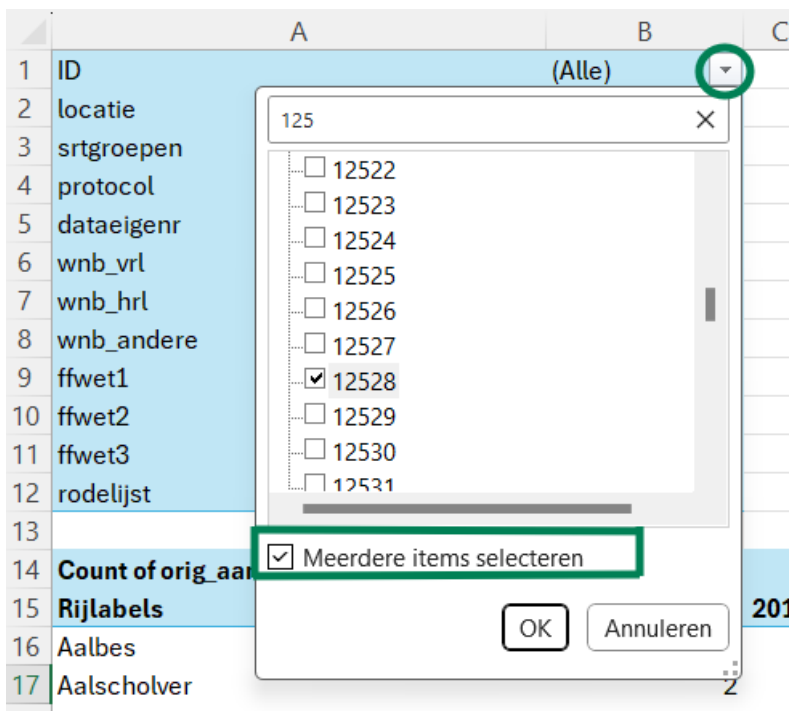 A B C
1 ID (Alle)
2 locatie
125
3 srtgroepen
12522
4 protocol
12523
5 dataeigenr
12524
6 wnb_vrl
12525
7 wnb_hrl
12526
8 wnb_andere
12527
9 ffwet1
12528
10 ffwet2
12529
11 ffwet3
12530
12 rodelijst
12531
13
Meerdere items selecteren
14 Count of orig_aar
15 Rijlabels 201
OK Annuleren
16 Aalbes
17 Aalscholver 2